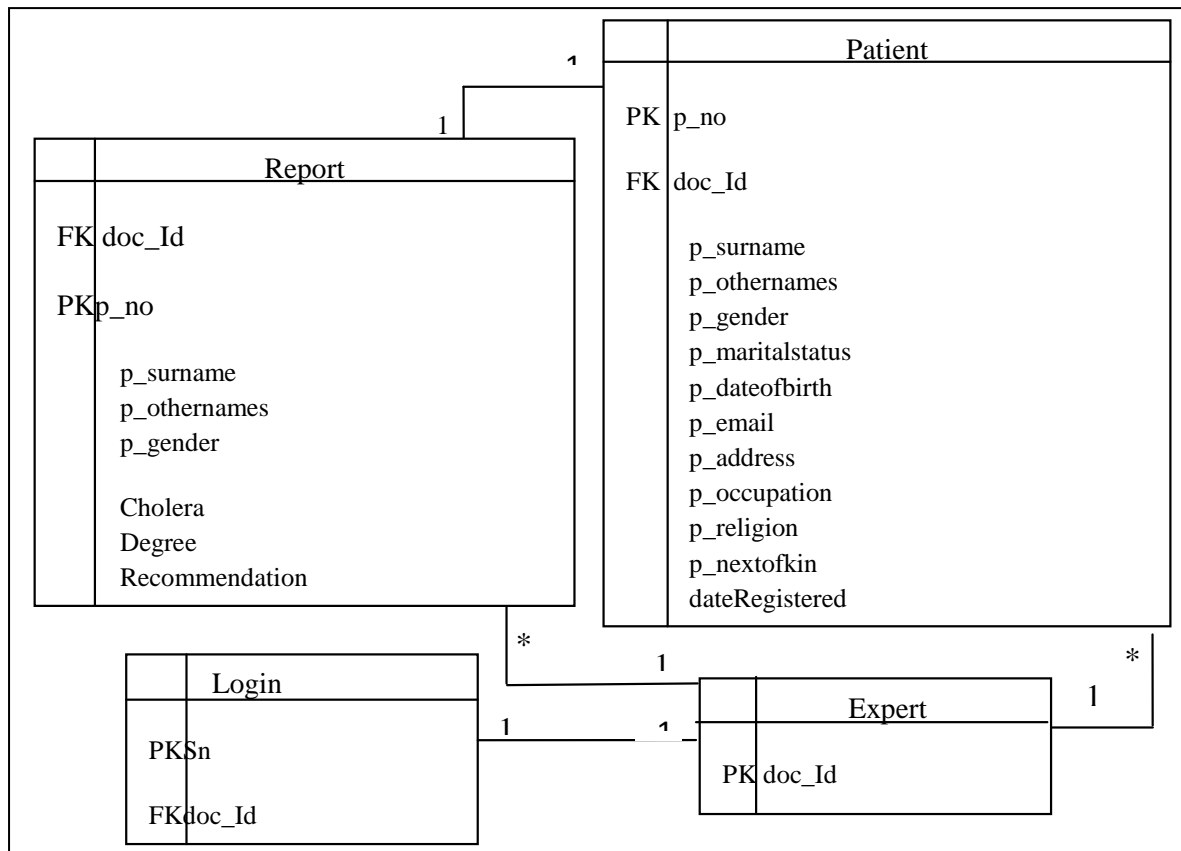 Patient
PK p_no
FK doc_Id
p_surname
p_othernames
p_gender
p_maritalstatus
p_dateofbirth
p_email
p_address
p_occupation
p_religion
p_nextofkin
dateRegistered
1
1
Report
FK doc_Id
PKp_no
p_surname
p_othernames
p_gender
Cholera
Degree
Recommendation
*
1
*
1
Login
PKSn
FKdoc_Id
1
1
Expert
PK doc_Id